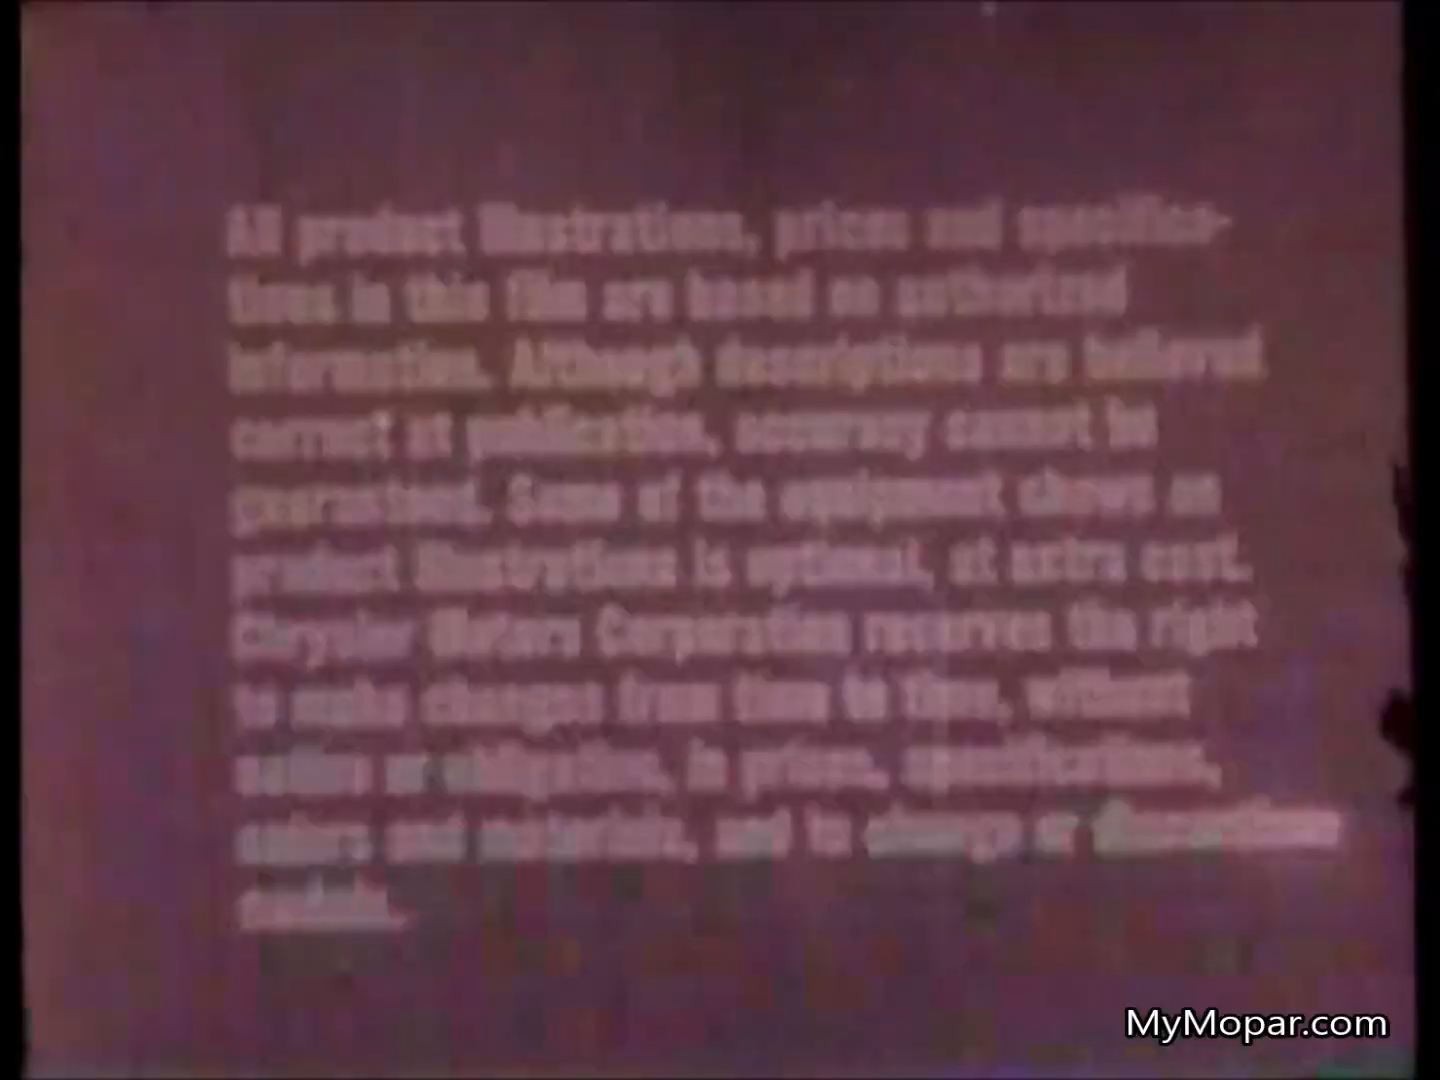 All product illustrations, prices and specifica-
tions in this film are based on authorized
information. Although descriptions are believed
correct at publication, accuracy cannot be
guaranteed. Some of the equipment shown on
product illustrations is optional, at extra cost.
Chrysler Motors Corporation reserves the right
to make changes from time to time, without
notice or obligation, in prices, specifications,
colors and materials, and to change or discontinue
models.
MyMopar.com